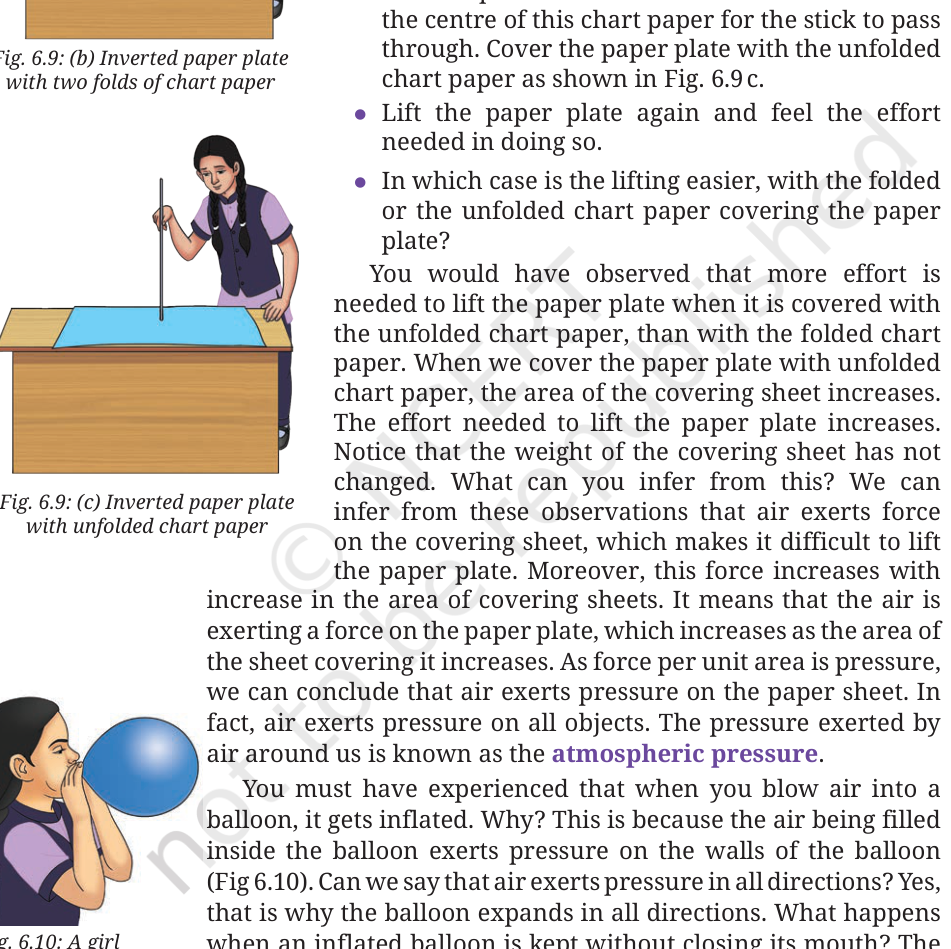 the centre of this chart paper for the stick to pass
through. Cover the paper plate with the unfolded
chart paper as shown in Fig. 6.9 c.
Fig. 6.9: (b) Inverted paper plate
with two folds of chart paper
• Lift the paper plate again and feel the effort
needed in doing so.
• In which case is the lifting easier, with the folded
or the unfolded chart paper covering the paper
plate?
You would have observed that more effort is
needed to lift the paper plate when it is covered with
the unfolded chart paper, than with the folded chart
paper. When we cover the paper plate with unfolded
chart paper, the area of the covering sheet increases.
The effort needed to lift the paper plate increases.
Notice that the weight of the covering sheet has not
changed. What can you infer from this? We can
infer from these observations that air exerts force
on the covering sheet, which makes it difficult to lift
the paper plate. Moreover, this force increases with
increase in the area of covering sheets. It means that the air is
exerting a force on the paper plate, which increases as the area of
the sheet covering it increases. As force per unit area is pressure,
we can conclude that air exerts pressure on the paper sheet. In
fact, air exerts pressure on all objects. The pressure exerted by
air around us is known as the atmospheric pressure.
Fig. 6.9: (c) Inverted paper plate
with unfolded chart paper
You must have experienced that when you blow air into a
balloon, it gets inflated. Why? This is because the air being filled
inside the balloon exerts pressure on the walls of the balloon
(Fig 6.10). Can we say that air exerts pressure in all directions? Yes,
that is why the balloon expands in all directions. What happens
when an inflated balloon is kept without closing its mouth? The
g. 6.10: A girl
© NCERT
not to be republished